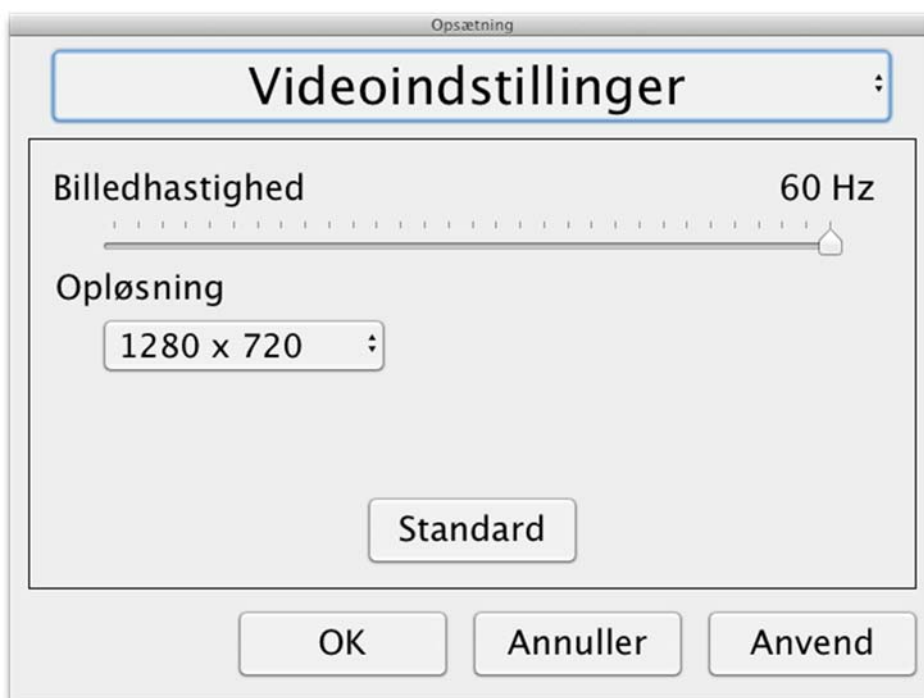 Opsætning
Videoindstillinger
Billedhastighed 60 Hz
Opløsning
1280 x 720
Standard
OK Annuller Anvend